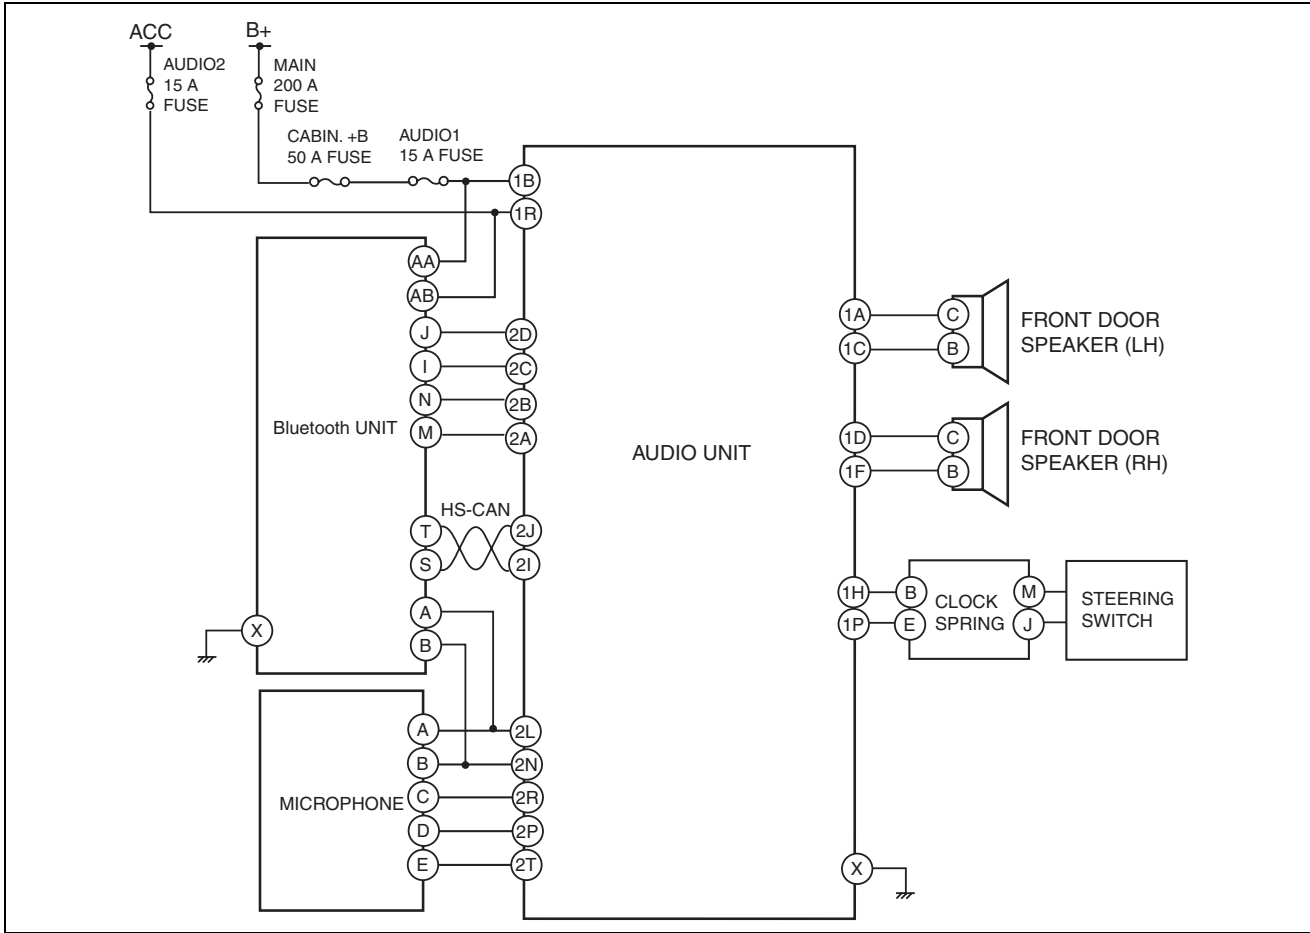 ACC
B+
AUDIO2
15 A
FUSE
MAIN
200 A
FUSE
CABIN. +B
50 A FUSE
AUDIO1
15 A FUSE
1B
1R
AA
AB
J
2D
I
2C
N
2B
M
2A
Bluetooth UNIT
HS-CAN
T
2J
S
2I
A
B
X
A
2L
B
2N
C
2R
D
2P
E
2T
MICROPHONE
AUDIO UNIT
1A
C
1C
B
FRONT DOOR
SPEAKER (LH)
1D
C
1F
B
FRONT DOOR
SPEAKER (RH)
1H
B
M
1P
E
J
CLOCK
SPRING
STEERING
SWITCH
X